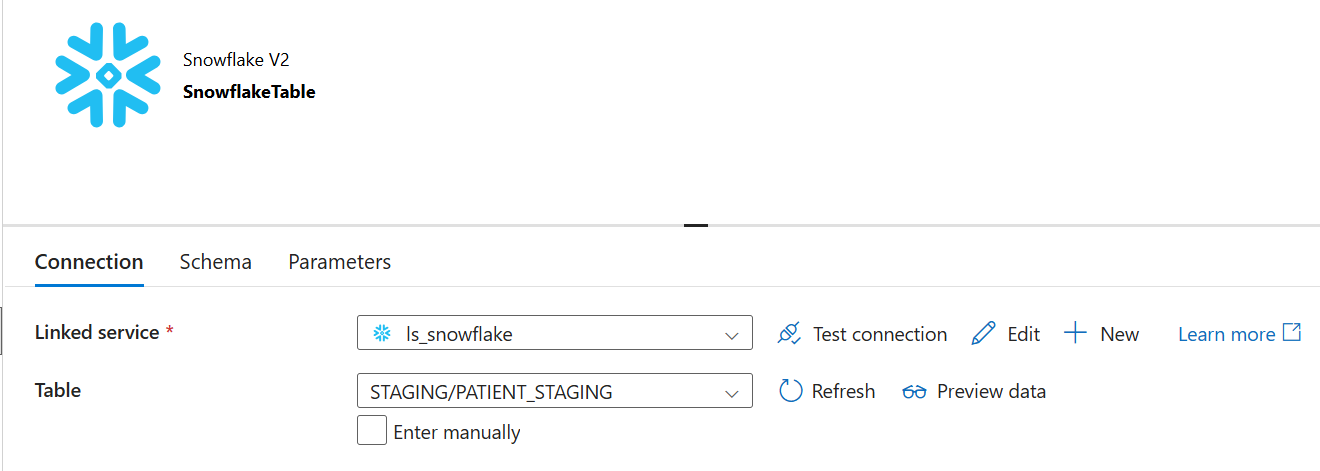 Snowflake V2
SnowflakeTable
Connection Schema Parameters
Linked service * ls_snowflake Test connection Edit New Learn more
Table STAGING/PATIENT_STAGING Refresh Preview data
Enter manually